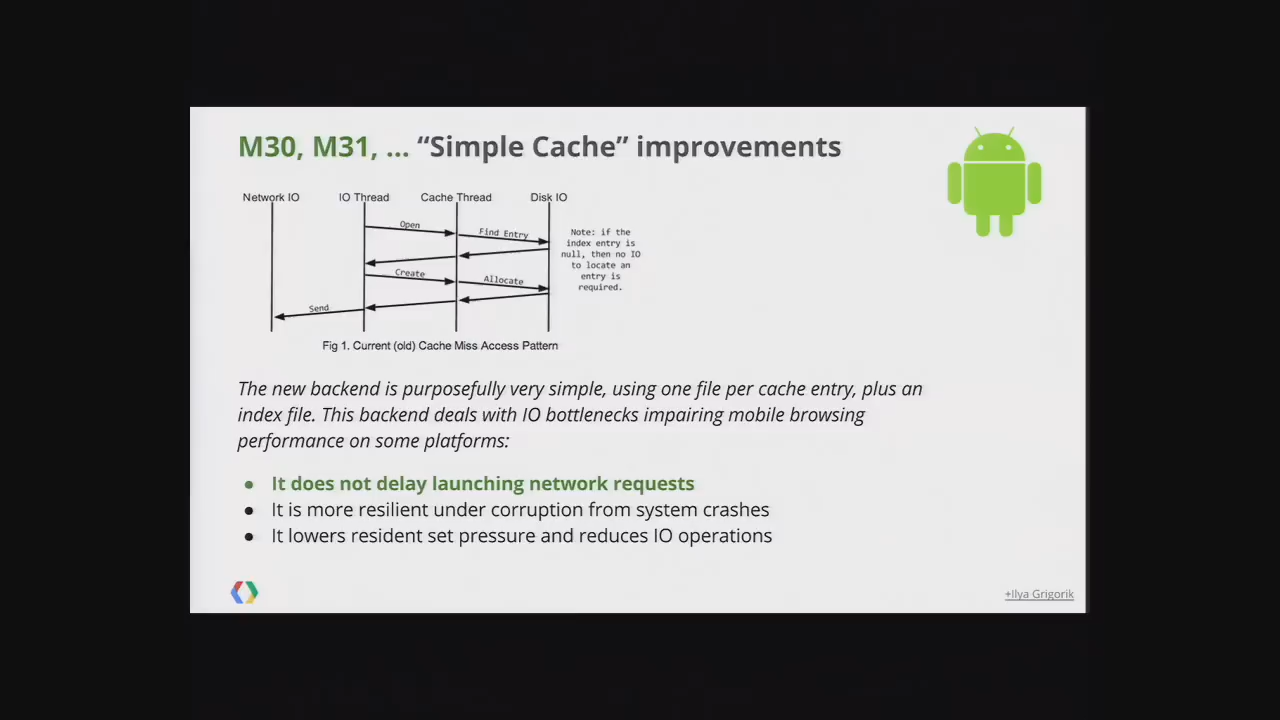 M30, M31, ... “Simple Cache” improvements
Network IO
IO Thread
Cache Thread
Disk IO
Open
Find Entry
Create
Allocate
Send
Note: if the
index entry is
null, then no IO
to locate an
entry is
required.
Fig 1. Current (old) Cache Miss Access Pattern
The new backend is purposefully very simple, using one file per cache entry, plus an
index file. This backend deals with IO bottlenecks impairing mobile browsing
performance on some platforms:
● It does not delay launching network requests
● It is more resilient under corruption from system crashes
● It lowers resident set pressure and reduces IO operations
+Ilya Grigorik